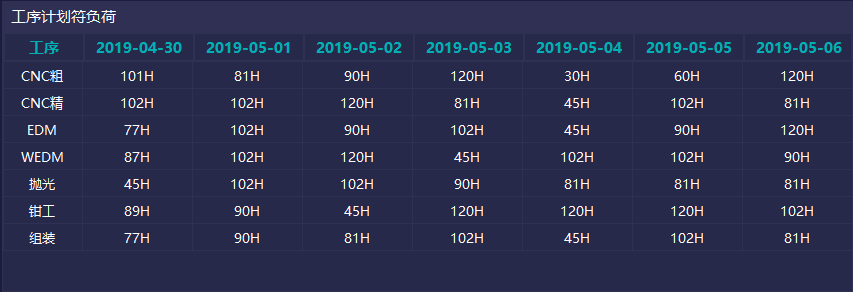 工序计划符负荷
工序 2019-04-30 2019-05-01 2019-05-02 2019-05-03 2019-05-04 2019-05-05 2019-05-06
CNC粗 101H 81H 90H 120H 30H 60H 120H
CNC精 102H 102H 120H 81H 45H 102H 81H
EDM 77H 102H 90H 102H 45H 90H 120H
WEDM 87H 102H 120H 45H 102H 102H 90H
抛光 45H 102H 102H 90H 81H 81H 81H
钳工 89H 90H 45H 120H 120H 120H 102H
组装 77H 90H 81H 102H 45H 102H 81H